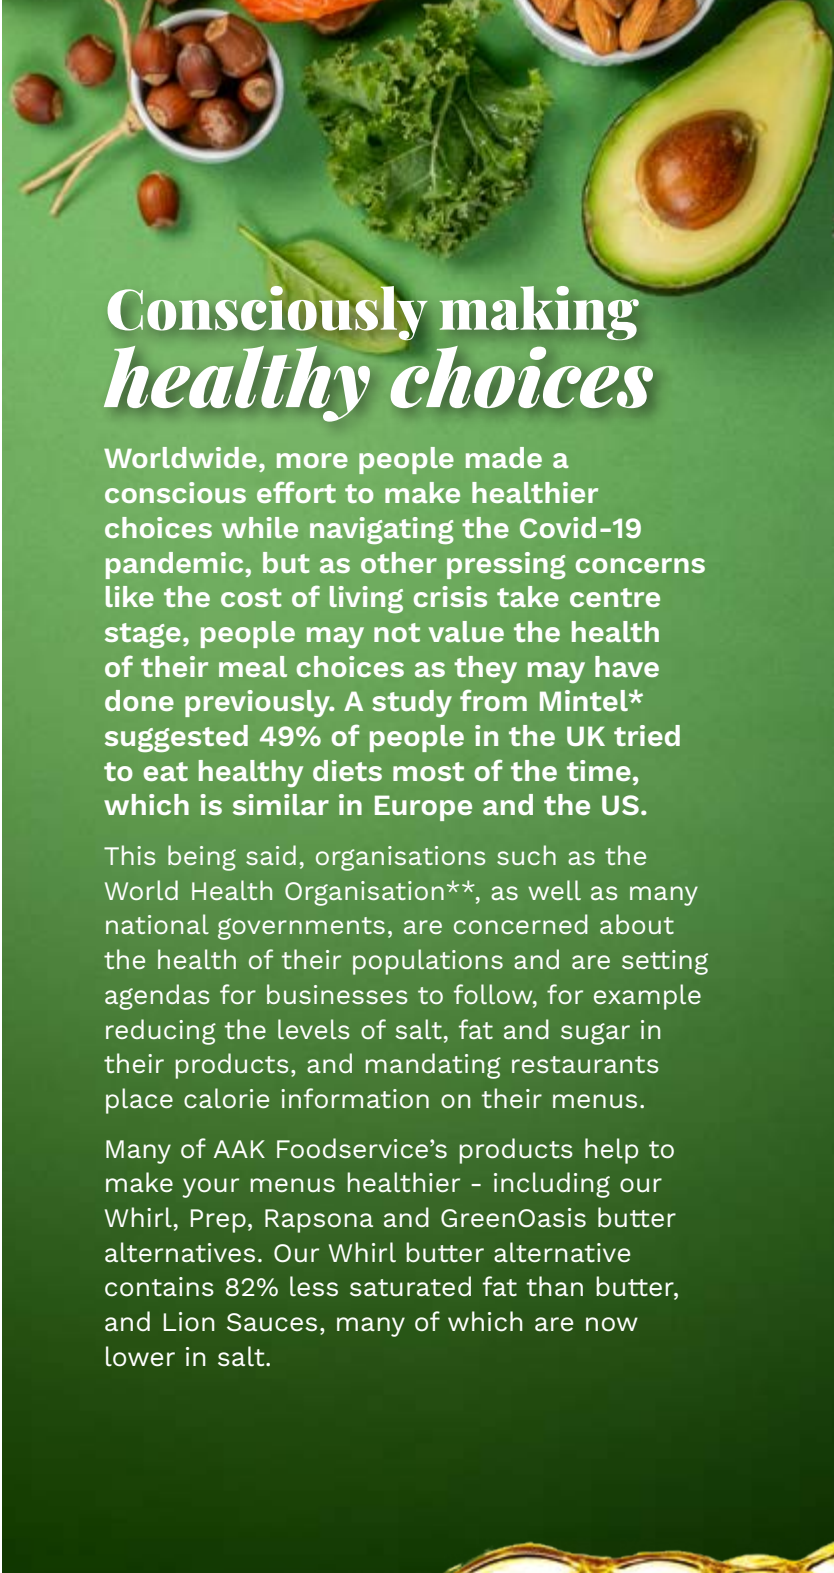 Consciously making
healthy choices
Worldwide, more people made a
conscious effort to make healthier
choices while navigating the Covid-19
pandemic, but as other pressing concerns
like the cost of living crisis take centre
stage, people may not value the health
of their meal choices as they may have
done previously. A study from Mintel*
suggested 49% of people in the UK tried
to eat healthy diets most of the time,
which is similar in Europe and the US.
This being said, organisations such as the
World Health Organisation**, as well as many
national governments, are concerned about
the health of their populations and are setting
agendas for businesses to follow, for example
reducing the levels of salt, fat and sugar in
their products, and mandating restaurants
place calorie information on their menus.
Many of AAK Foodservice's products help to
make your menus healthier - including our
Whirl, Prep, Rapsona and GreenOasis butter
alternatives. Our Whirl butter alternative
contains 82% less saturated fat than butter,
and Lion Sauces, many of which are now
lower in salt.